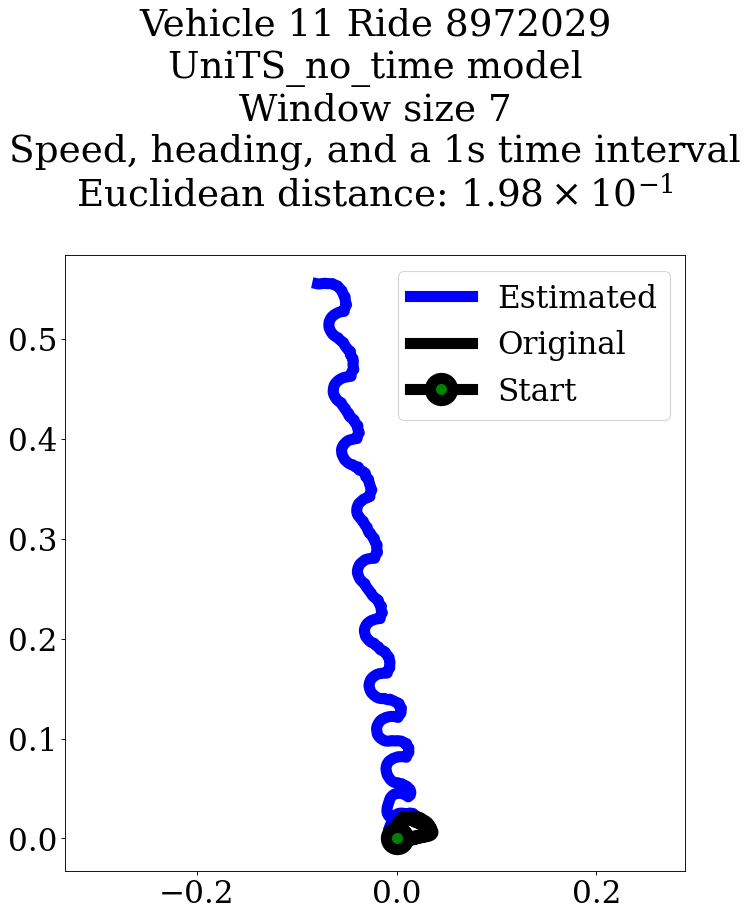 Vehicle 11 Ride 8972029
UniTS_no_time model
Window size 7
Speed, heading, and a 1s time interval
Euclidean distance: 1.98 × 10⁻¹
Estimated
Original
Start
0.5
0.4
0.3
0.2
0.1
0.0
−0.2
0.0
0.2